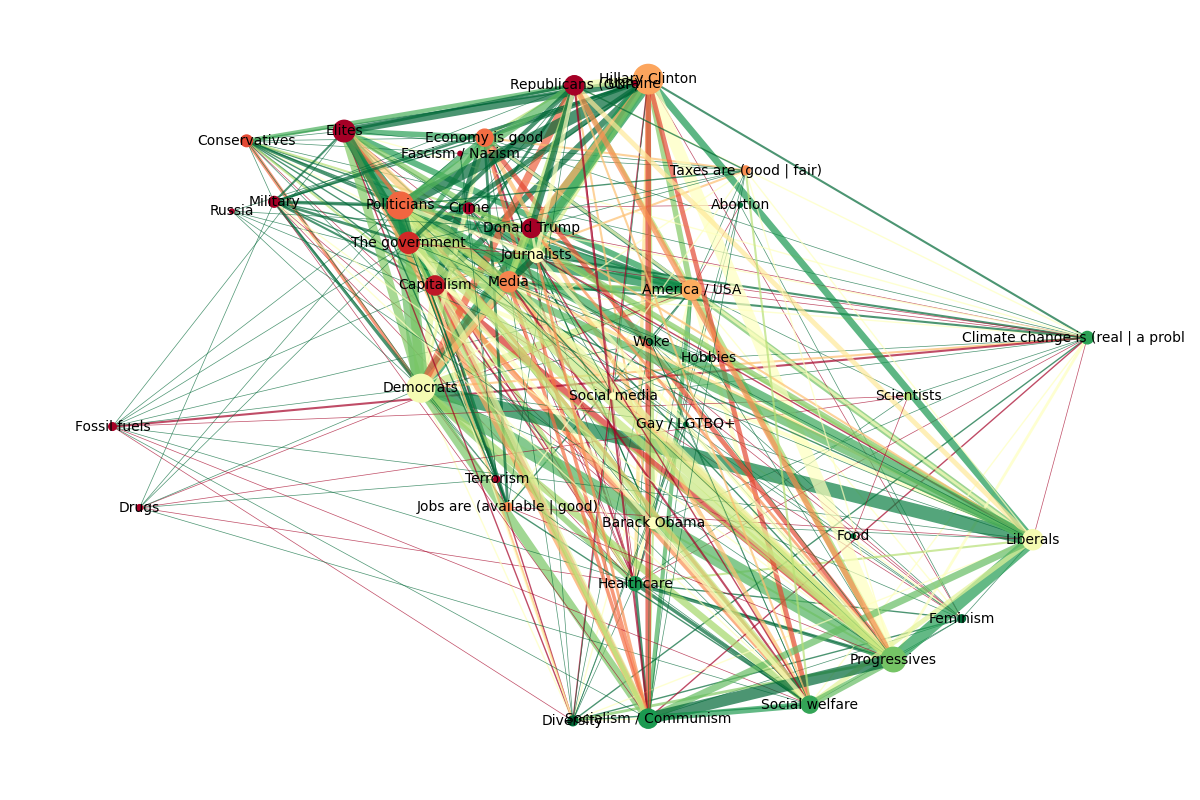 Hillary Clinton
Republicans (GOP)
Elites
Economy is good
Conservatives
Fascism / Nazism
Taxes are (good | fair)
Military
Politicians
Abortion
Crime
Russia
Donald Trump
The government
Journalists
Media
Capitalism
America / USA
Climate change is (real | a probl
Woke
Hobbies
Democrats
Social media
Scientists
Gay / LGTBQ+
Fossil fuels
Terrorism
Jobs are (available | good)
Drugs
Barack Obama
Food
Liberals
Healthcare
Feminism
Progressives
Social welfare
Diversity
Socialism / Communism